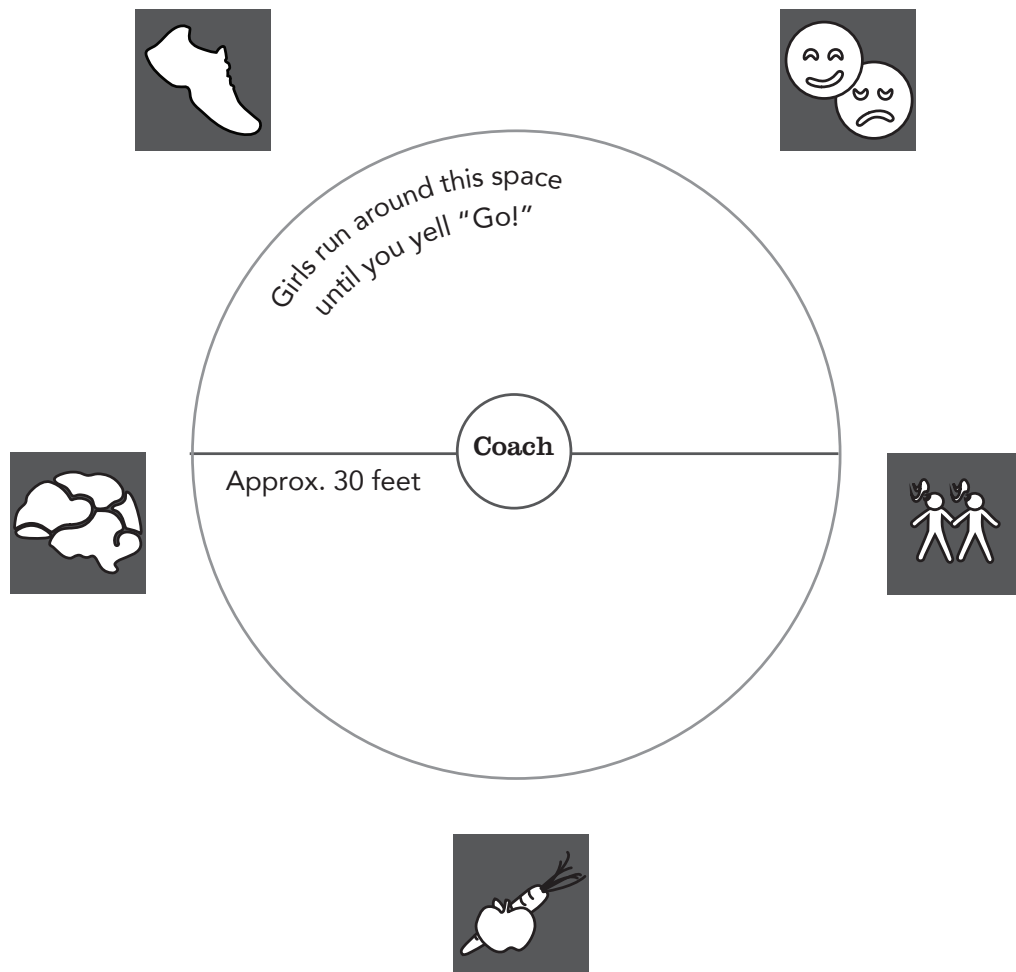 Girls run around this space
until you yell “Go!”
Coach
Approx. 30 feet